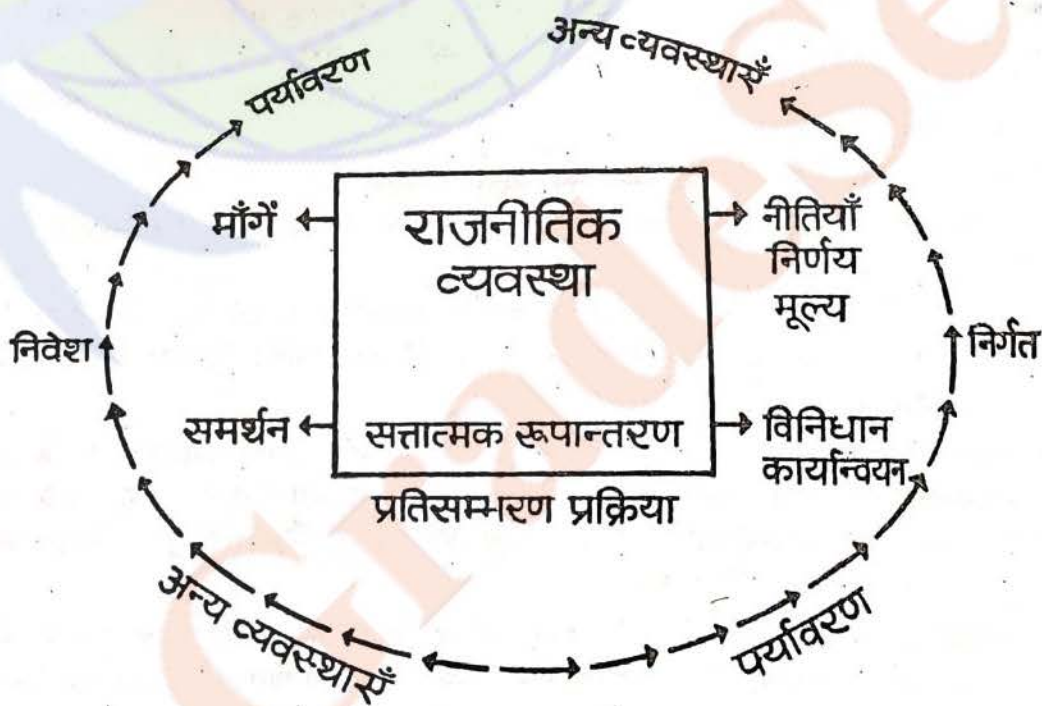 अन्य व्यवस्थाएँ
पर्यावरण
माँगें
राजनीतिक
व्यवस्था
नीतियाँ
निर्णय
मूल्य
निवेश
निर्गत
समर्थन
सत्तात्मक रूपान्तरण
विनिधान
कार्यान्वयन
प्रतिसम्भरण प्रक्रिया
अन्य व्यवस्थाएँ
पर्यावरण